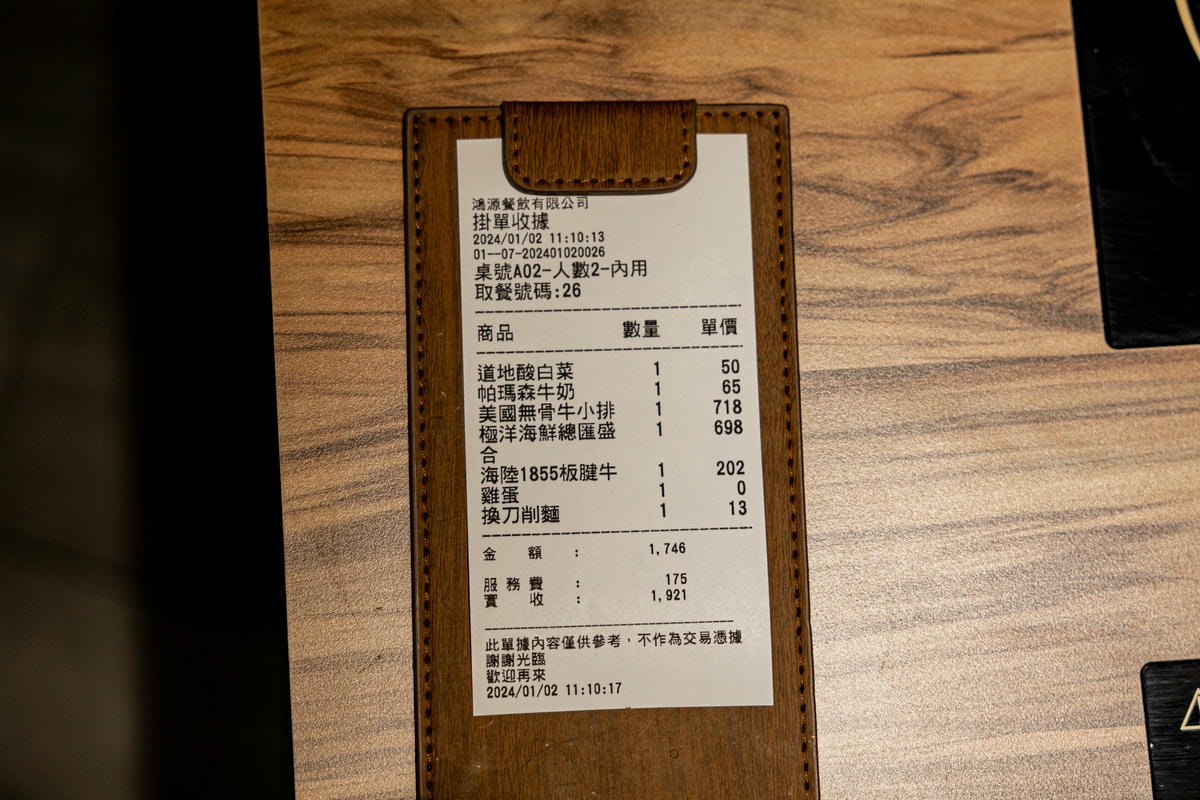 鴻源餐飲有限公司
掛單收據
2024/01/02 11:10:13
01--07-202401020026
桌號A02-人數2-內用
取餐號碼:26
商品 數量 單價
道地酸白菜 1 50
帕瑪森牛奶 1 65
美國無骨牛小排 1 718
極洋海鮮總匯盛 1 698
合
海陸1855板腱牛 1 202
雞蛋 1 0
換刀削麵 1 13
金 額 : 1,746
服務費 : 175
實 收 : 1,921
此單據內容僅供參考,不作為交易憑據
謝謝光臨
歡迎再來
2024/01/02 11:10:17